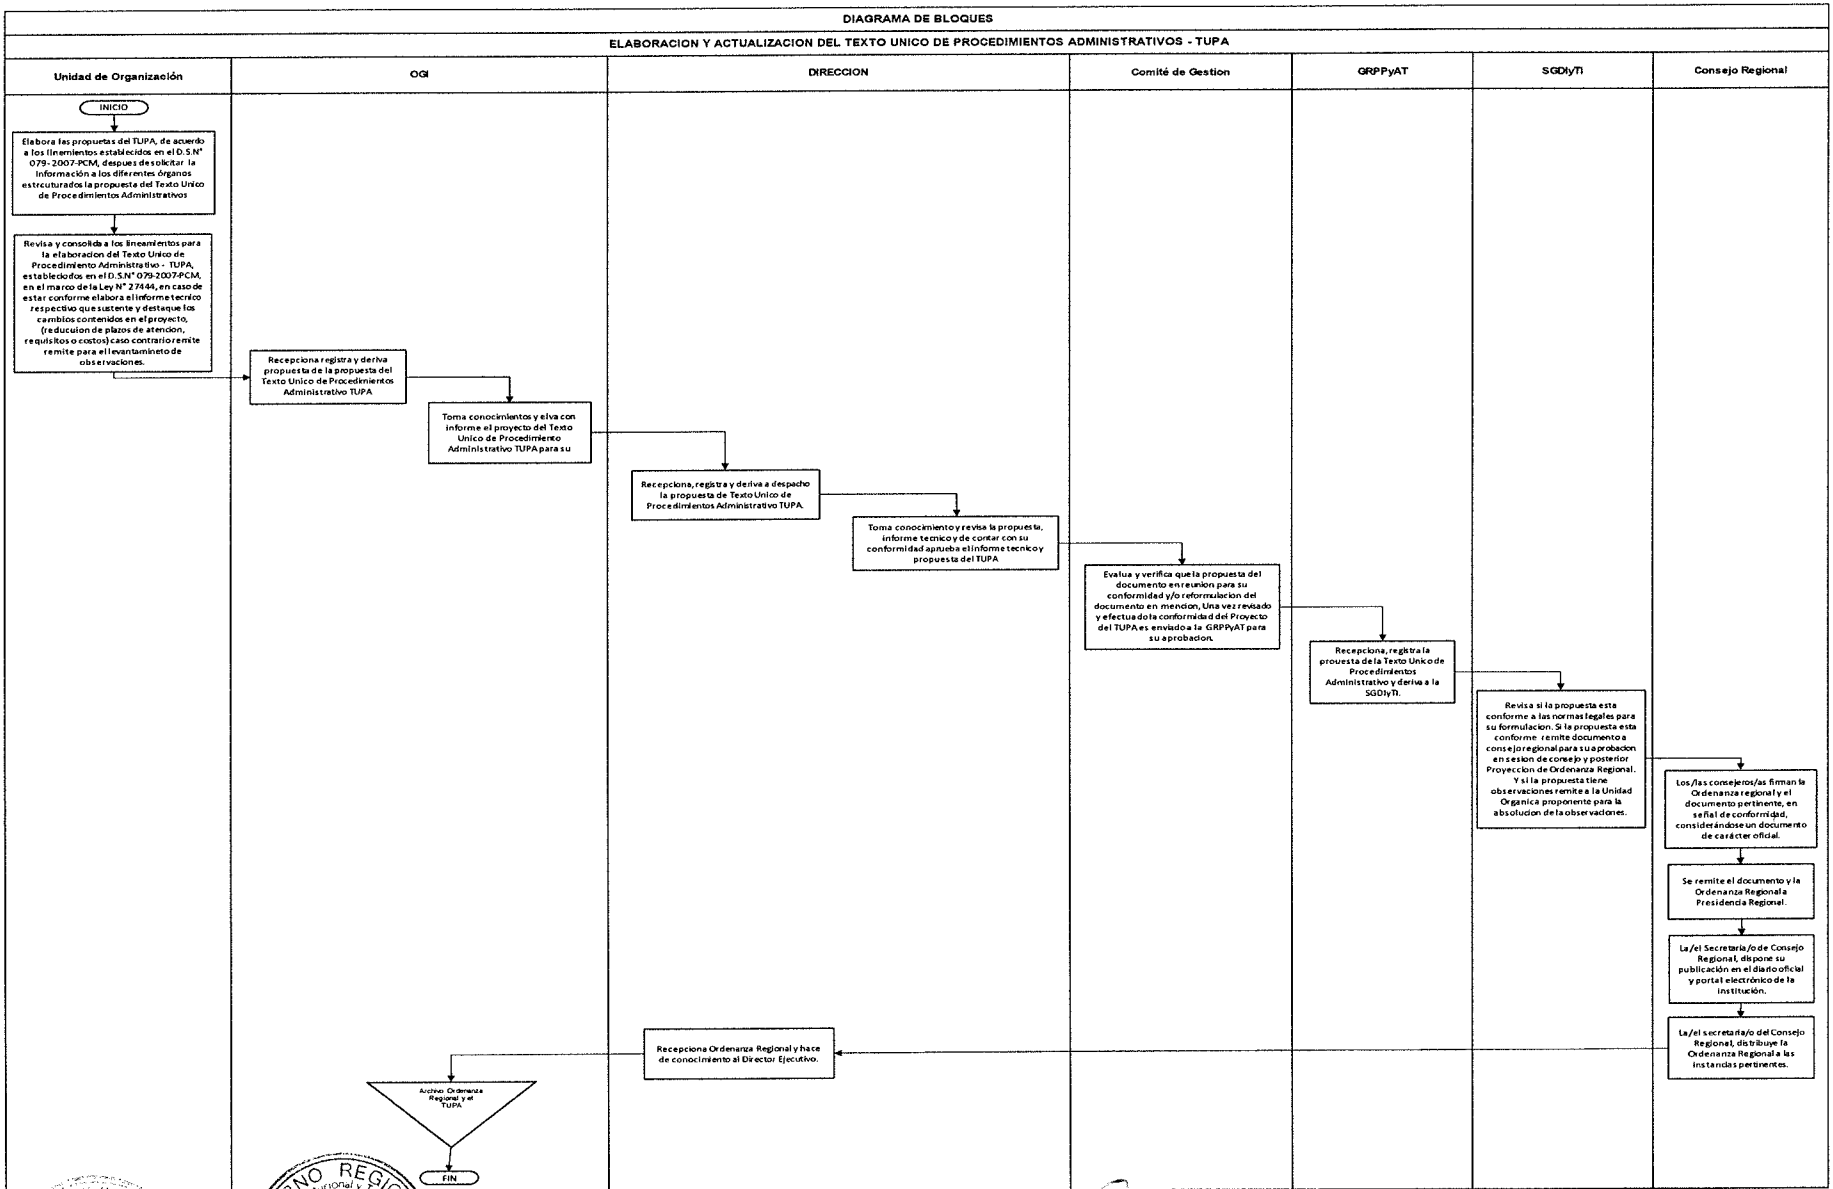 DIAGRAMA DE BLOQUES
ELABORACION Y ACTUALIZACION DEL TEXTO UNICO DE PROCEDIMIENTOS ADMINISTRATIVOS - TUPA
Unidad de Organización
OGI
DIRECCION
Comité de Gestion
GRPPyAT
SGDIyTI
Consejo Regional
INICIO
Elabora las propuetas del TUPA, de acuerdo
a los linemientos establecidos en el D.S.N°
079-2007-PCM, despues de solicitar la
Información a los diferentes órganos
estrcuturados la propuesta del Texto Unico
de Procedimientos Administrativos
Revisa y consolida a los lineamientos para
la elaboracion del Texto Unico de
Procedimiento Administrativo - TUPA,
estableciodos en el D.S.N° 079-2007-PCM,
en el marco de la Ley N° 27444, en caso de
estar conforme elabora el informe tecnico
respectivo que sustente y destaque los
cambios contenidos en el proyecto,
(reducuion de plazos de atencion,
requisitos o costos) caso contrario remite
remite para el levantamineto de
observaciones.
Recepciona registra y deriva
propuesta de la propuesta del
Texto Unico de Procedimientos
Administrativo TUPA
Toma conocimientos y elva con
informe el proyecto del Texto
Unico de Procedimiento
Administrativo TUPA para su
Recepciona, registra y deriva a despacho
la propuesta de Texto Unico de
Procedimientos Administrativo TUPA.
Toma conocimiento y revisa la propuesta,
informe tecnico y de contar con su
conformidad aprueba el informe tecnico y
propuesta del TUPA
Evalua y verifica que la propuesta del
documento en reunion para su
conformidad y/o reformulacion del
documento en mencion, Una vez revisado
y efectuado la conformidad del Proyecto
del TUPA es enviado a la GRPPyAT para
su aprobacion.
Recepciona, registra la
prouesta de la Texto Unico de
Procedimientos
Administrativo y deriva a la
SGDIyTI.
Revisa si la propuesta esta
conforme a las normas legales para
su formulacion. Si la propuesta esta
conforme remite documento a
consejo regional para su aprobacion
en sesion de consejo y posterior
Proyeccion de Ordenanza Regional.
Y si la propuesta tiene
observaciones remite a la Unidad
Organica proponente para la
absolucion de la observaciones.
Los/las consejeros/as firman la
Ordenanza regional y el
documento pertinente, en
señal de conformidad,
considerándose un documento
de carácter oficial.
Se remite el documento y la
Ordenanza Regional a
Presidencia Regional.
La/el Secretaria/o de Consejo
Regional, dispone su
publicación en el diario oficial
y portal electrónico de la
institución.
La/el secretaria/o del Consejo
Regional, distribuye la
Ordenanza Regional a las
instancias pertinentes.
Recepciona Ordenanza Regional y hace
de conocimiento al Director Ejecutivo.
Archivo Ordenanza
Regional y el
TUPA
FIN